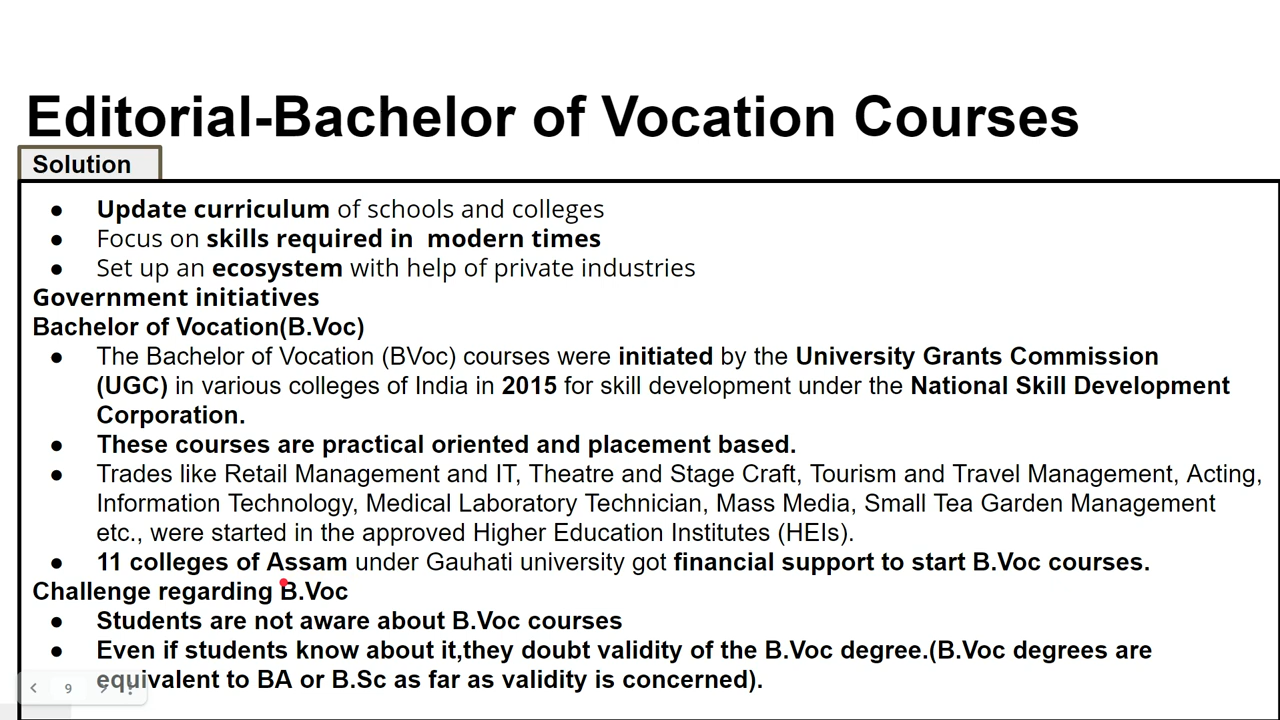 Editorial-Bachelor of Vocation Courses
Solution
● Update curriculum of schools and colleges
● Focus on skills required in  modern times
● Set up an ecosystem with help of private industries
Government initiatives
Bachelor of Vocation(B.Voc)
● The Bachelor of Vocation (BVoc) courses were initiated by the University Grants Commission
(UGC) in various colleges of India in 2015 for skill development under the National Skill Development
Corporation.
● These courses are practical oriented and placement based.
● Trades like Retail Management and IT, Theatre and Stage Craft, Tourism and Travel Management, Acting,
Information Technology, Medical Laboratory Technician, Mass Media, Small Tea Garden Management
etc., were started in the approved Higher Education Institutes (HEIs).
● 11 colleges of Assam under Gauhati university got financial support to start B.Voc courses.
Challenge regarding B.Voc
● Students are not aware about B.Voc courses
● Even if students know about it,they doubt validity of the B.Voc degree.(B.Voc degrees are
equivalent to BA or B.Sc as far as validity is concerned).
9